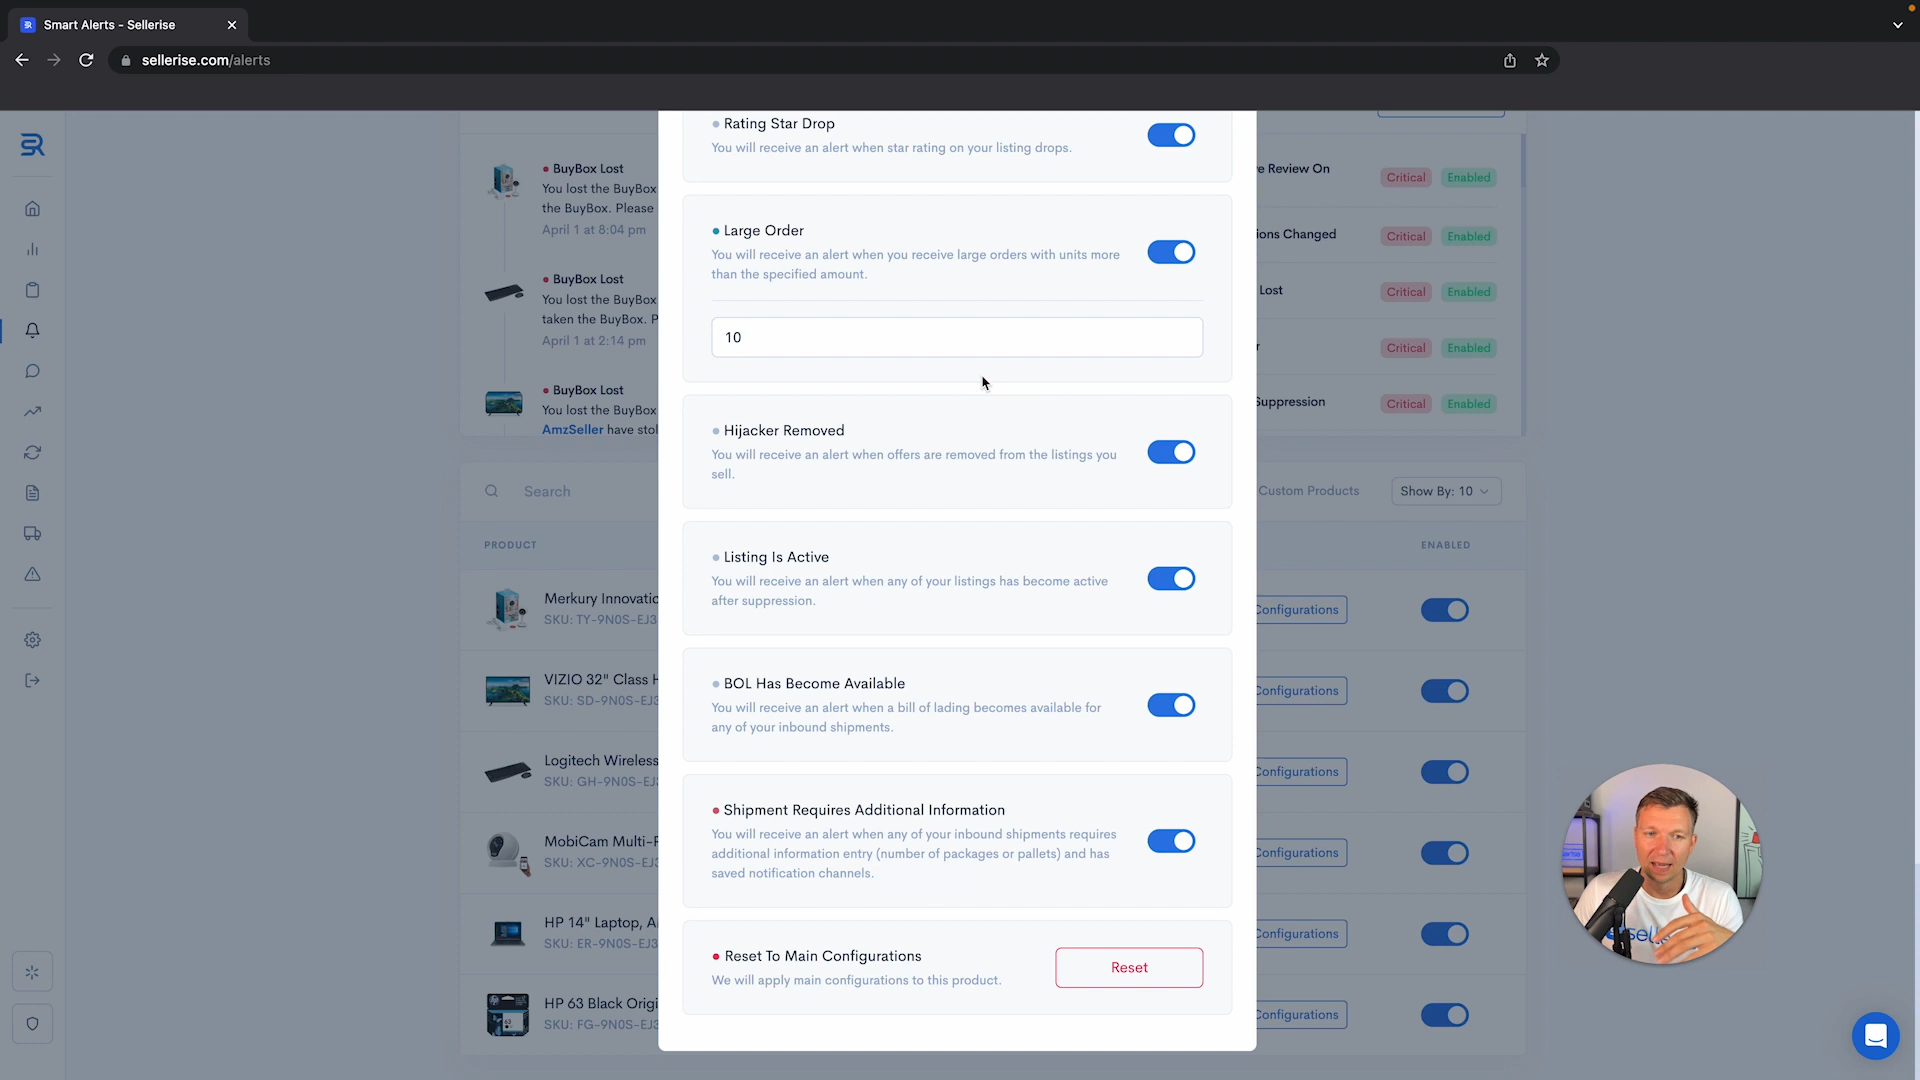 Smart Alerts - Sellerise
sellerise.com/alerts
Rating Star Drop
You will receive an alert when star rating on your listing drops.
BuyBox Lost
You lost the BuyBox
the BuyBox. Please
April 1 at 8:04 pm
BuyBox Lost
You lost the BuyBox
taken the BuyBox. P
April 1 at 2:14 pm
BuyBox Lost
You lost the BuyBox
AmzSeller have stol
Large Order
You will receive an alert when you receive large orders with units more
than the specified amount.
10
Hijacker Removed
You will receive an alert when offers are removed from the listings you
sell.
Listing Is Active
You will receive an alert when any of your listings has become active
after suppression.
BOL Has Become Available
You will receive an alert when a bill of lading becomes available for
any of your inbound shipments.
Shipment Requires Additional Information
You will receive an alert when any of your inbound shipments requires
additional information entry (number of packages or pallets) and has
saved notification channels.
Reset To Main Configurations
We will apply main configurations to this product.
Reset
e Review On Critical Enabled
ions Changed Critical Enabled
Lost Critical Enabled
Critical Enabled
Suppression Critical Enabled
Search
Custom Products Show By: 10
PRODUCT
ENABLED
Merkury Innovatio
SKU: TY-9N0S-EJ3
Configurations
VIZIO 32" Class H
SKU: SD-9N0S-EJ3
Configurations
Logitech Wireless
SKU: GH-9N0S-EJ3
Configurations
MobiCam Multi-P
SKU: XC-9N0S-EJ3
Configurations
HP 14" Laptop, A
SKU: ER-9N0S-EJ3
Configurations
HP 63 Black Origi
SKU: FG-9N0S-EJ3
Configurations